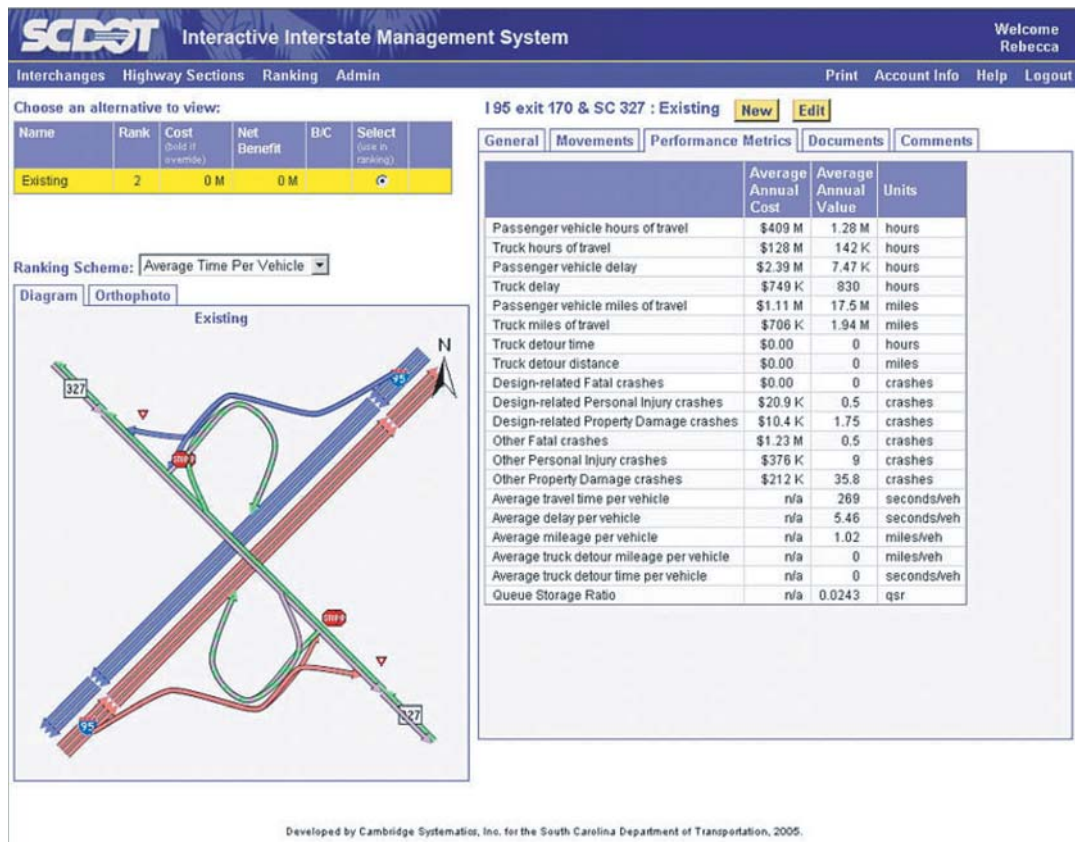 SCDOT Interactive Interstate Management System
Welcome Rebecca
Interchanges Highway Sections Ranking Admin
Print Account Info Help Logout
Choose an alternative to view:
Name Rank Cost (bold if override) Net Benefit B/C Select (use in ranking)
Existing 2 0 M 0 M
Ranking Scheme: Average Time Per Vehicle
Diagram Orthophoto
Existing
N
95
327
STOP
STOP
95
327
I 95 exit 170 & SC 327 : Existing New Edit
General Movements Performance Metrics Documents Comments
Average Annual Cost Average Annual Value Units
Passenger vehicle hours of travel $409 M 1.28 M hours
Truck hours of travel $128 M 142 K hours
Passenger vehicle delay $2.39 M 7.47 K hours
Truck delay $749 K 830 hours
Passenger vehicle miles of travel $1.11 M 17.5 M miles
Truck miles of travel $706 K 1.94 M miles
Truck detour time $0.00 0 hours
Truck detour distance $0.00 0 miles
Design-related Fatal crashes $0.00 0 crashes
Design-related Personal Injury crashes $20.9 K 0.5 crashes
Design-related Property Damage crashes $10.4 K 1.75 crashes
Other Fatal crashes $1.23 M 0.5 crashes
Other Personal Injury crashes $376 K 9 crashes
Other Property Damage crashes $212 K 35.8 crashes
Average travel time per vehicle n/a 269 seconds/veh
Average delay per vehicle n/a 5.46 seconds/veh
Average mileage per vehicle n/a 1.02 miles/veh
Average truck detour mileage per vehicle n/a 0 miles/veh
Average truck detour time per vehicle n/a 0 seconds/veh
Queue Storage Ratio n/a 0.0243 qsr
Developed by Cambridge Systematics, Inc. for the South Carolina Department of Transportation, 2005.